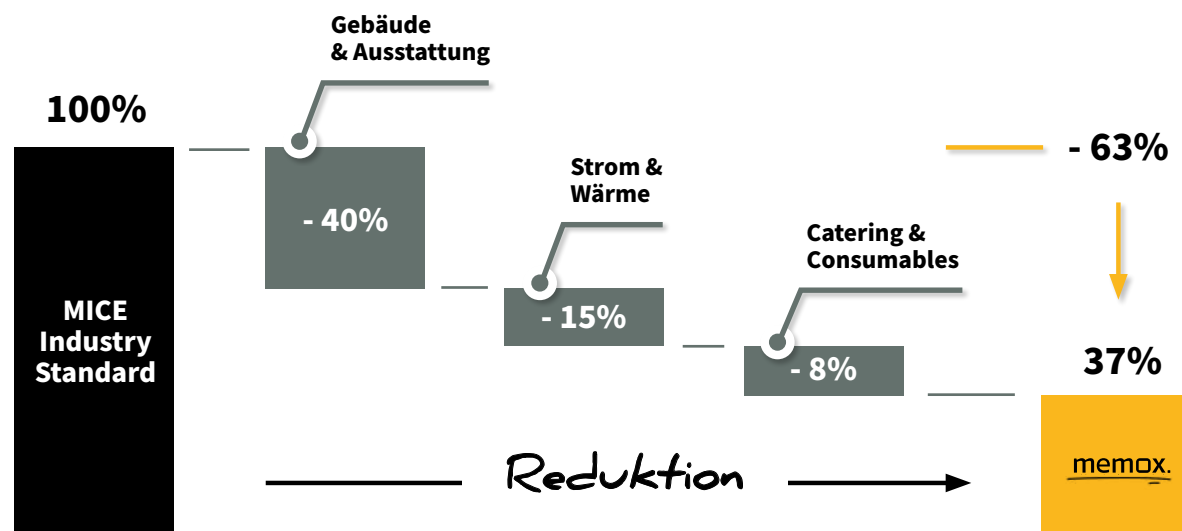 Gebäude
& Ausstattung
100%
- 40%
Strom &
Wärme
- 15%
Catering &
Consumables
- 8%
- 63%
37%
MICE
Industry
Standard
memox.
Reduktion